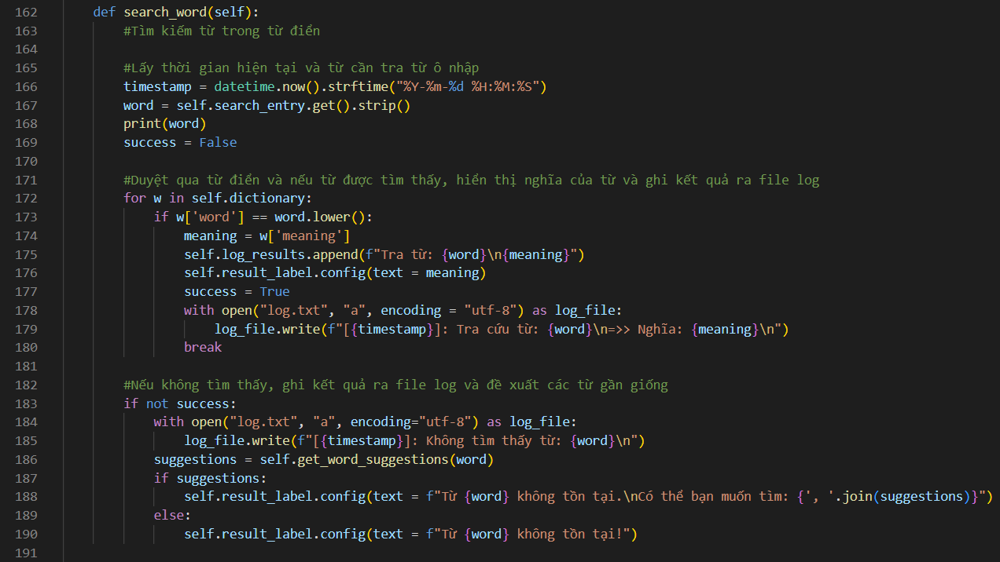 162 def search_word(self):
163 #Tìm kiếm từ trong từ điển
164
165 #Lấy thời gian hiện tại và từ cần tra từ ô nhập
166 timestamp = datetime.now().strftime("%Y-%m-%d %H:%M:%S")
167 word = self.search_entry.get().strip()
168 print(word)
169 success = False
170
171 #Duyệt qua từ điển và nếu từ được tìm thấy, hiển thị nghĩa của từ và ghi kết quả ra file log
172 for w in self.dictionary:
173 if w['word'] == word.lower():
174 meaning = w['meaning']
175 self.log_results.append(f"Tra từ: {word}\n{meaning}")
176 self.result_label.config(text = meaning)
177 success = True
178 with open("log.txt", "a", encoding = "utf-8") as log_file:
179 log_file.write(f"[{timestamp}]: Tra cứu từ: {word}\n=>> Nghĩa: {meaning}\n")
180 break
181
182 #Nếu không tìm thấy, ghi kết quả ra file log và đề xuất các từ gần giống
183 if not success:
184 with open("log.txt", "a", encoding="utf-8") as log_file:
185 log_file.write(f"[{timestamp}]: Không tìm thấy từ: {word}\n")
186 suggestions = self.get_word_suggestions(word)
187 if suggestions:
188 self.result_label.config(text = f"Từ {word} không tồn tại.\nCó thể bạn muốn tìm: {', '.join(suggestions)}")
189 else:
190 self.result_label.config(text = f"Từ {word} không tồn tại!")
191